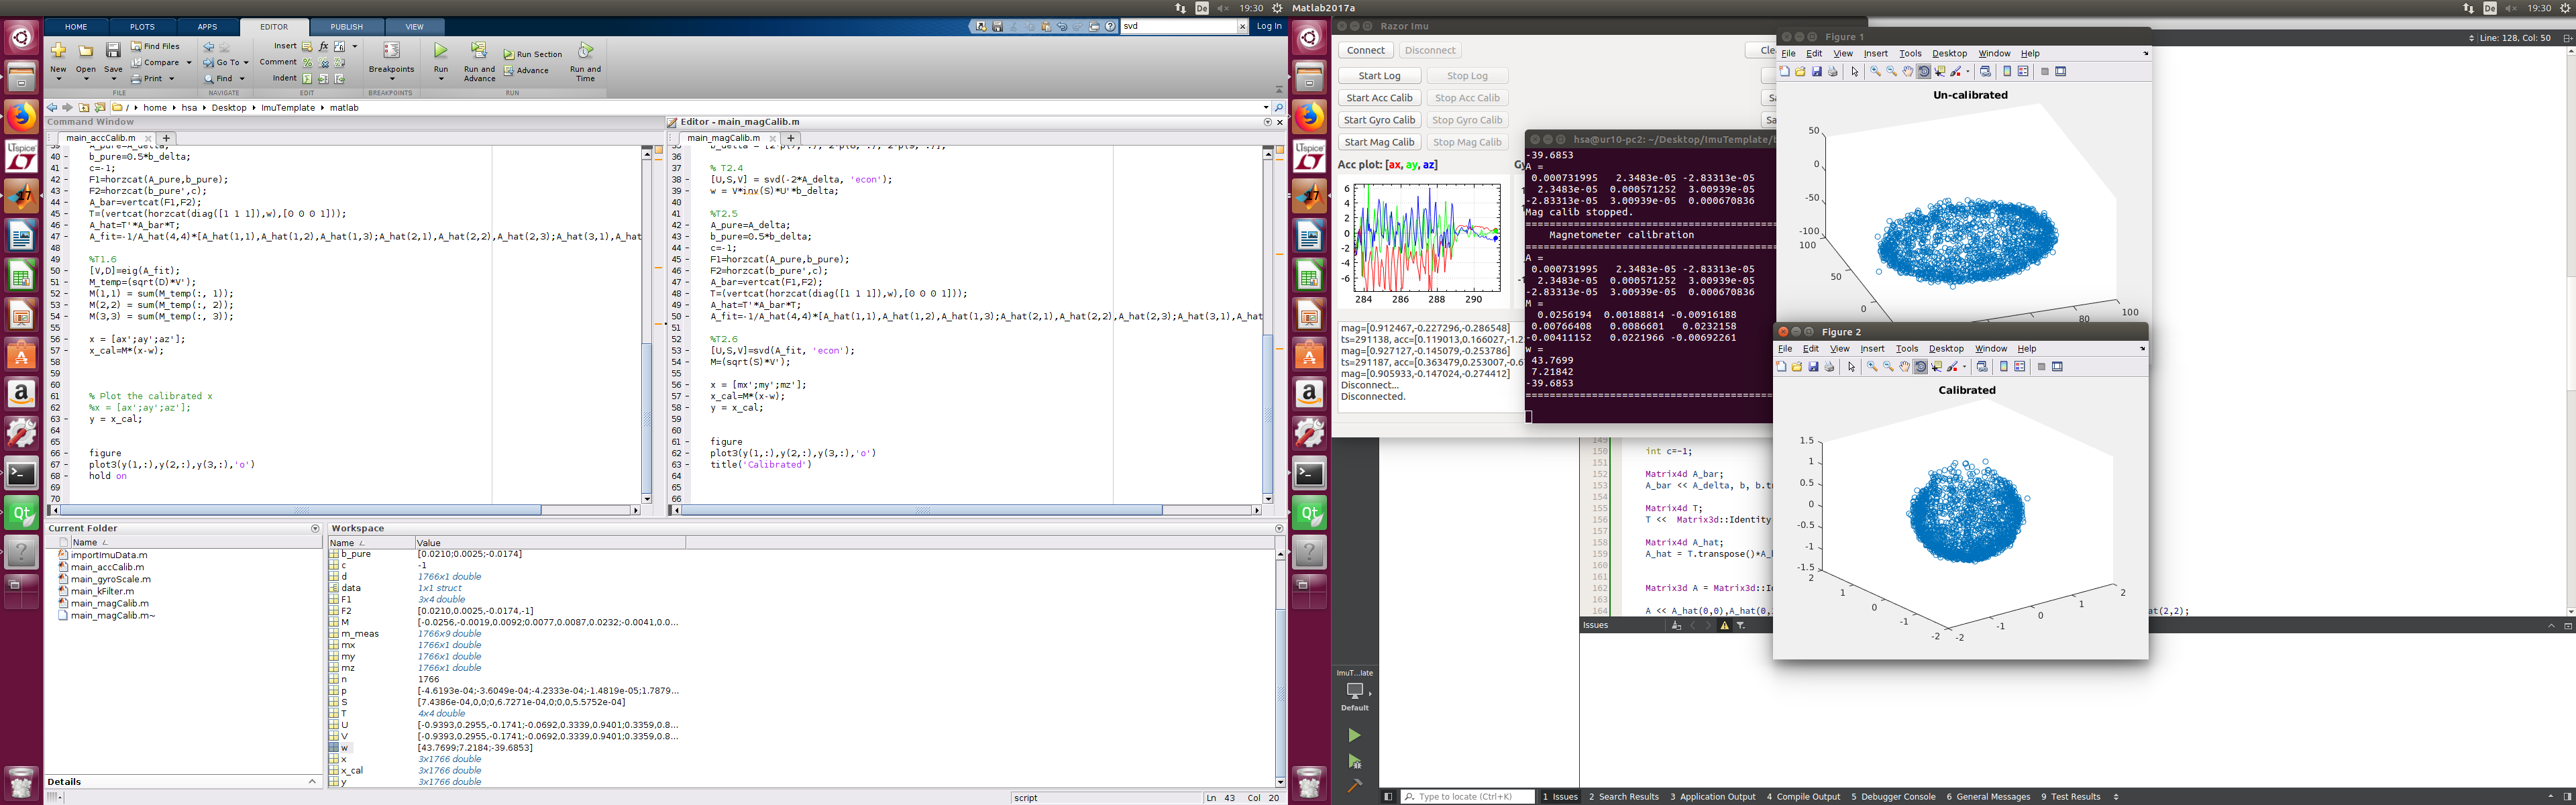 19:30
Matlab2017a
19:30
HOME PLOTS APPS EDITOR PUBLISH VIEW
svd
Log In
New Open Save
Find Files
Compare
Print
Go To
Find
Insert
Comment
Indent
Breakpoints
Run
Run and Advance
Run Section
Advance
Run and Time
FILE NAVIGATE EDIT BREAKPOINTS RUN
/ home hsa Desktop ImuTemplate matlab
Command Window
main_accCalib.m
40 b_pure=0.5*b_delta;
41 c=-1;
42 F1=horzcat(A_pure,b_pure);
43 F2=horzcat(b_pure',c);
44 A_bar=vertcat(F1,F2);
45 T=(vertcat(horzcat(diag([1 1 1]),w),[0 0 0 1]));
46 A_hat=T'*A_bar*T;
47 A_fit=-1/A_hat(4,4)*[A_hat(1,1),A_hat(1,2),A_hat(1,3);A_hat(2,1),A_hat(2,2),A_hat(2,3);A_hat(3,1),A_hat
48
49 %T1.6
50 [V,D]=eig(A_fit);
51 M_temp=(sqrt(D)*V');
52 M(1,1) = sum(M_temp(:, 1));
53 M(2,2) = sum(M_temp(:, 2));
54 M(3,3) = sum(M_temp(:, 3));
55
56 x = [ax';ay';az'];
57 x_cal=M*(x-w);
58
59
60
61 % Plot the calibrated x
62 %x = [ax';ay';az'];
63 y = x_cal;
64
65
66 figure
67 plot3(y(1,:),y(2,:),y(3,:),'o')
68 hold on
69
70
Editor - main_magCalib.m
main_magCalib.m
36
37 % T2.4
38 [U,S,V] = svd(-2*A_delta, 'econ');
39 w = V*inv(S)*U'*b_delta;
40
41 %T2.5
42 A_pure=A_delta;
43 b_pure=0.5*b_delta;
44 c=-1;
45 F1=horzcat(A_pure,b_pure);
46 F2=horzcat(b_pure',c);
47 A_bar=vertcat(F1,F2);
48 T=(vertcat(horzcat(diag([1 1 1]),w),[0 0 0 1]));
49 A_hat=T'*A_bar*T;
50 A_fit=-1/A_hat(4,4)*[A_hat(1,1),A_hat(1,2),A_hat(1,3);A_hat(2,1),A_hat(2,2),A_hat(2,3);A_hat(3,1),A_hat
51
52 %T2.6
53 [U,S,V]=svd(A_fit, 'econ');
54 M=(sqrt(S)*V');
55
56 x = [mx';my';mz'];
57 x_cal=M*(x-w);
58 y = x_cal;
59
60
61 figure
62 plot3(y(1,:),y(2,:),y(3,:),'o')
63 title('Calibrated')
64
65
66
Current Folder
Name
importImuData.m
main_accCalib.m
main_gyroScale.m
main_kFilter.m
main_magCalib.m
main_magCalib.m~
Details
Workspace
Name Value
b_pure [0.0210;0.0025;-0.0174]
c -1
d 1766x1 double
data 1x1 struct
F1 3x4 double
F2 [0.0210,0.0025,-0.0174,-1]
M [-0.0256,-0.0019,0.0092;0.0077,0.0087,0.0232;-0.0041,0.0...
m_meas 1766x9 double
mx 1766x1 double
my 1766x1 double
mz 1766x1 double
n 1766
p [-4.6193e-04;-3.6049e-04;-4.2333e-04;-1.4819e-05;1.7879...
S [7.4386e-04,0,0;0,6.7271e-04,0;0,0,5.5752e-04]
T 4x4 double
U [-0.9393,0.2955,-0.1741;-0.0692,0.3339,0.9401;0.3359,0.8...
V [-0.9393,0.2955,-0.1741;-0.0692,0.3339,0.9401;0.3359,0.8...
w [43.7699;7.2184;-39.6853]
x 3x1766 double
x_cal 3x1766 double
y 3x1766 double
script
Ln 43 Col 20
Razor Imu
Connect Disconnect
Start Log Stop Log
Start Acc Calib Stop Acc Calib
Start Gyro Calib Stop Gyro Calib
Start Mag Calib Stop Mag Calib
Acc plot: [ax, ay, az]
6
4
2
0
-2
-4
-6
284 286 288 290
mag=[0.912467,-0.227296,-0.286548]
ts=291138, acc=[0.119013,0.166027,-1.2
mag=[0.927127,-0.145079,-0.253786]
ts=291187, acc=[0.363479,0.253007,-0.6
mag=[0.905933,-0.147024,-0.274412]
Disconnect...
Disconnected.
hsa@ur10-pc2: ~/Desktop/ImuTemplate/b
-39.6853
A =
0.000731995 2.3483e-05 -2.83313e-05
2.3483e-05 0.000571252 3.00939e-05
-2.83313e-05 3.00939e-05 0.000670836
Mag calib stopped.
Magnetometer calibration
A =
0.000731995 2.3483e-05 -2.83313e-05
2.3483e-05 0.000571252 3.00939e-05
-2.83313e-05 3.00939e-05 0.000670836
M =
0.0256194 0.00188814 -0.00916188
0.00766408 0.0086601 0.0232158
-0.00411152 0.0221966 -0.00692261
w =
43.7699
7.21842
-39.6853
Figure 1
File Edit View Insert Tools Desktop Window Help
Un-calibrated
50
0
-50
-100
100
50
0
80
100
Figure 2
File Edit View Insert Tools Desktop Window Help
Calibrated
1.5
1
0.5
0
-0.5
-1
-1.5
2
1
0
-1
-2
-2
-1
0
1
2
Line: 128, Col: 50
150 int c=-1;
151
152 Matrix4d A_bar;
153 A_bar << A_delta, b, b.t
154
155 Matrix4d T;
156 T << Matrix3d::Identity
157
158 Matrix4d A_hat;
159 A_hat = T.transpose()*A_
160
161
162 Matrix3d A = Matrix3d::I
163
164 A << A_hat(0,0),A_hat(0, hat(2,2);
Issues
ImuT...late
Default
Type to locate (Ctrl+K)
1 Issues 2 Search Results 3 Application Output 4 Compile Output 5 Debugger Console 6 General Messages 9 Test Results